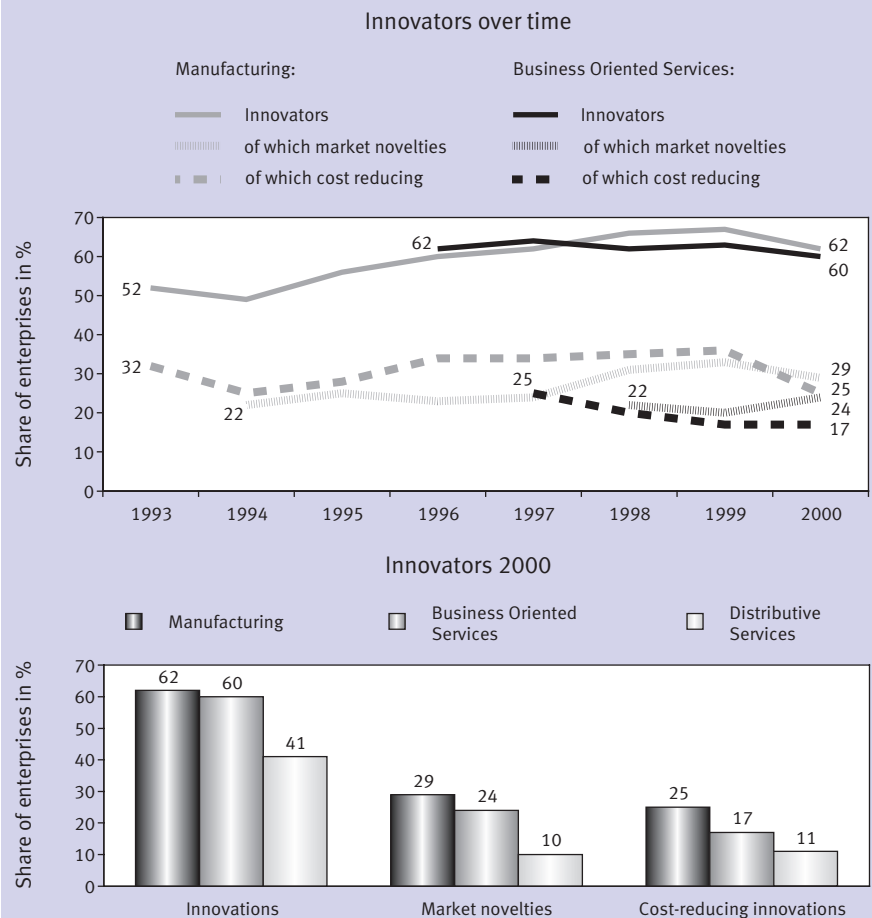 Innovators over time
Manufacturing:
Business Oriented Services:
Innovators
Innovators
of which market novelties
of which market novelties
of which cost reducing
of which cost reducing
Share of enterprises in %
70
60
50
40
30
20
10
0
52
32
22
62
25
22
62
60
29
25
24
17
1993 1994 1995 1996 1997 1998 1999 2000
Innovators 2000
Manufacturing
Business Oriented
Services
Distributive
Services
Share of enterprises in %
70
60
50
40
30
20
10
0
62 60 41
29 24 10
25 17 11
Innovations Market novelties Cost-reducing innovations